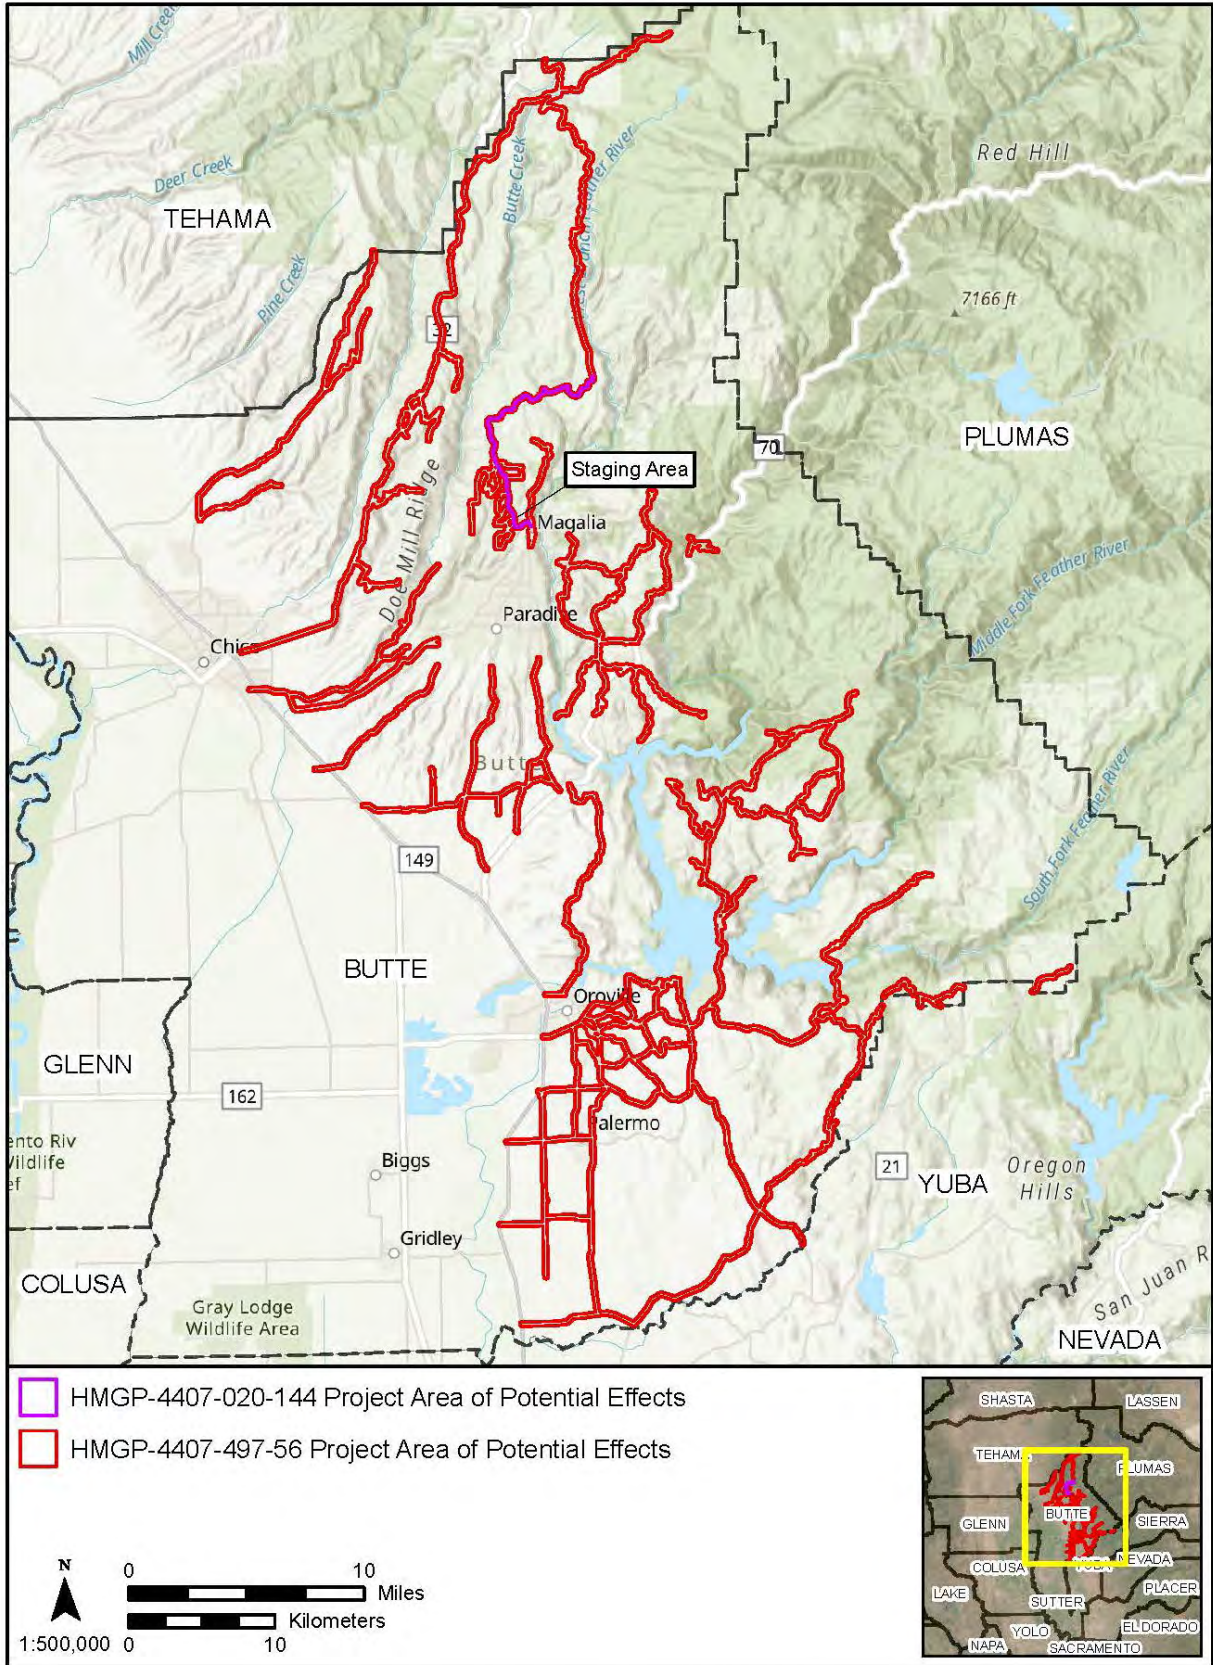 Mill Creek
Deer Creek
TEHAMA
Pine Creek
Butte Creek
Feather River
Red Hill
32
7166 ft
PLUMAS
70
Staging Area
Magalia
Doe Mill Ridge
Middle Fork Feather River
Paradise
Chico
Butte
149
South Fork Feather River
BUTTE
Oroville
GLENN
162
Palermo
ento Riv
Wildlife
ef
Biggs
21
YUBA
Oregon
Hills
Gridley
COLUSA
Gray Lodge
Wildlife Area
San Juan R
NEVADA
HMGP-4407-020-144 Project Area of Potential Effects
HMGP-4407-497-56 Project Area of Potential Effects
N
0 10
Miles
Kilometers
1:500,000 0 10
SHASTA
LASSEN
TEHAMA
PLUMAS
BUTTE
GLENN
SIERRA
COLUSA
YUBA
NEVADA
LAKE
PLACER
SUTTER
YOLO
EL DORADO
NAPA
SACRAMENTO